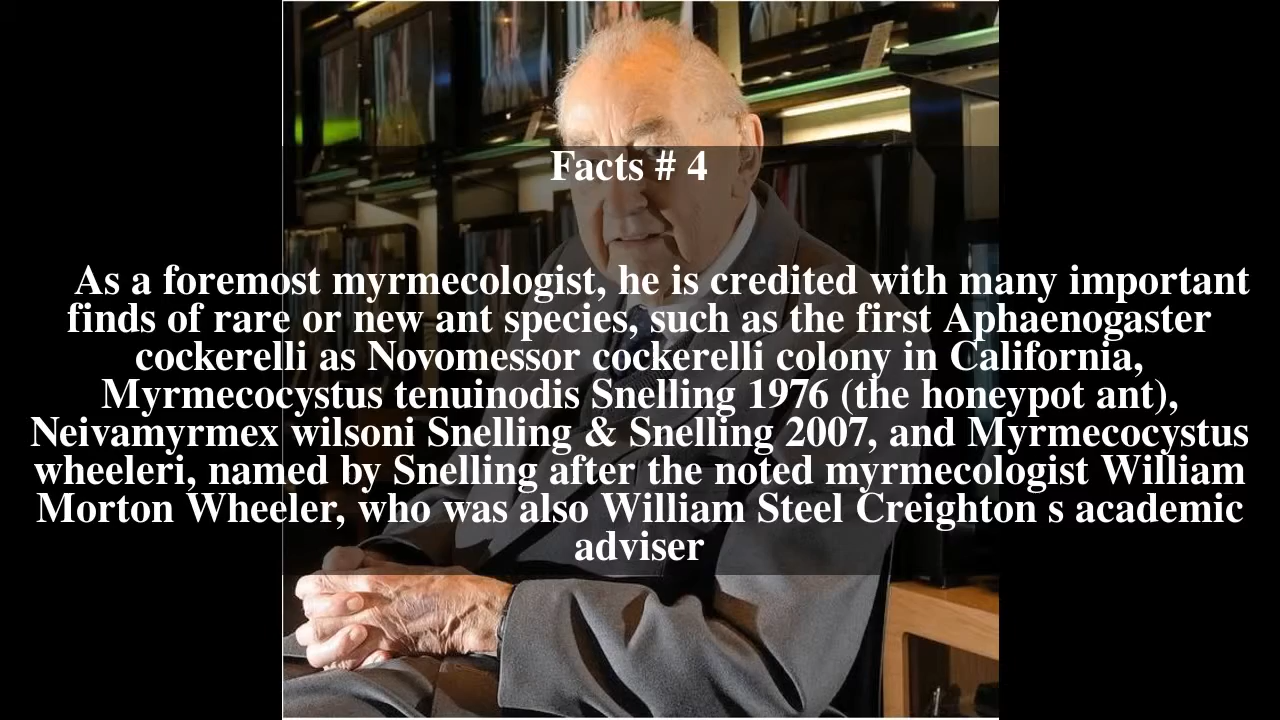 Facts # 4
As a foremost myrmecologist, he is credited with many important
finds of rare or new ant species, such as the first Aphaenogaster
cockerelli as Novomessor cockerelli colony in California,
Myrmecocystus tenuinodis Snelling 1976 (the honeypot ant),
Neivamyrmex wilsoni Snelling & Snelling 2007, and Myrmecocystus
wheeleri, named by Snelling after the noted myrmecologist William
Morton Wheeler, who was also William Steel Creighton s academic
adviser